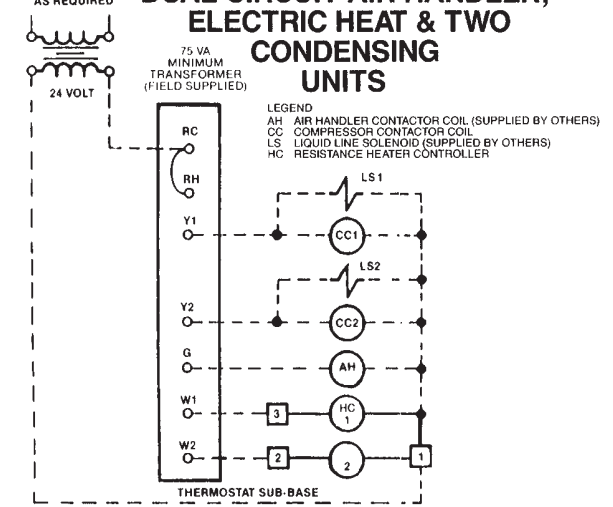 AS REQUIRED
DUAL CIRCUIT AIR HANDLER,
ELECTRIC HEAT & TWO
CONDENSING
UNITS
75 VA
MINIMUM
TRANSFORMER
(FIELD SUPPLIED)
24 VOLT
LEGEND
AH AIR HANDLER CONTACTOR COIL (SUPPLIED BY OTHERS)
CC COMPRESSOR CONTACTOR COIL
LS LIQUID LINE SOLENOID (SUPPLIED BY OTHERS)
HC RESISTANCE HEATER CONTROLLER
RC
RH
LS1
Y1
CC1
LS2
Y2
CC2
G
AH
W1
3
HC
1
W2
2
2
1
THERMOSTAT SUB-BASE